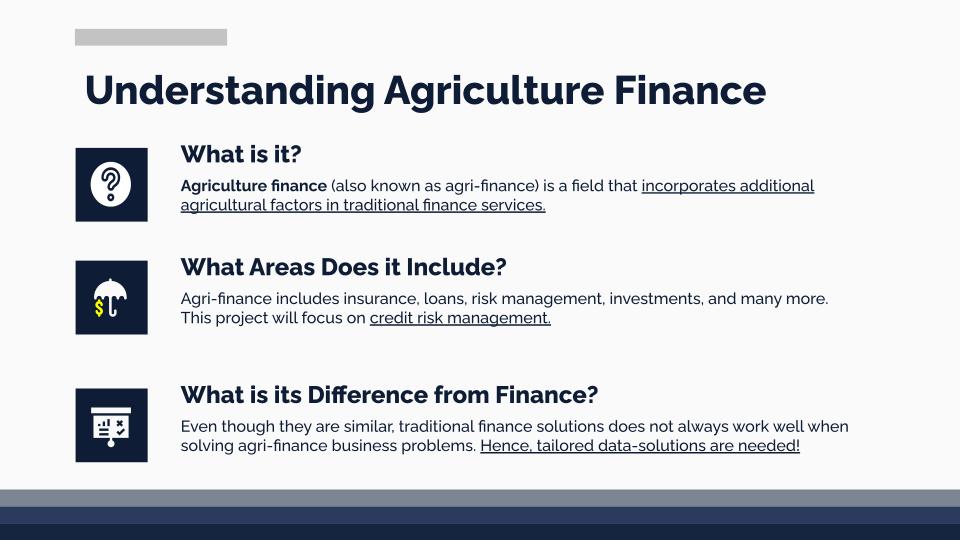 Understanding Agriculture Finance
What is it?
Agriculture finance (also known as agri-finance) is a field that incorporates additional
agricultural factors in traditional finance services.
What Areas Does it Include?
$
Agri-finance includes insurance, loans, risk management, investments, and many more.
This project will focus on credit risk management.
What is its Difference from Finance?
Even though they are similar, traditional finance solutions does not always work well when
solving agri-finance business problems. Hence, tailored data-solutions are needed!